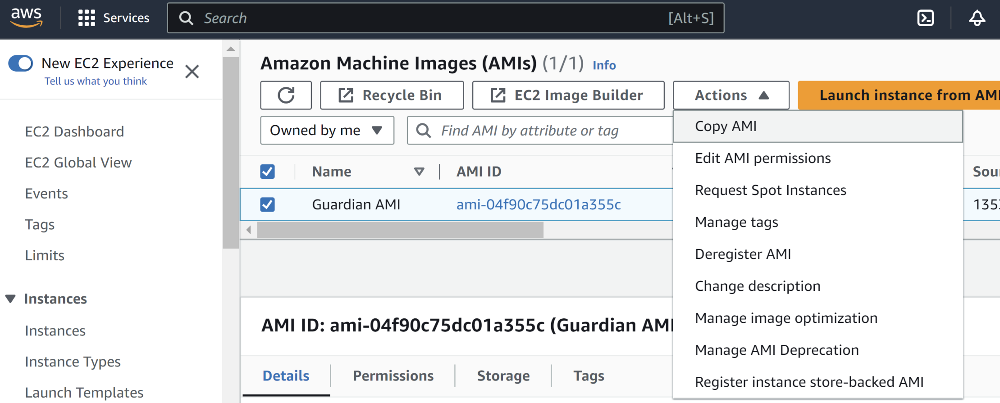 aws
Services
Search
[Alt+S]
New EC2 Experience
Tell us what you think
EC2 Dashboard
EC2 Global View
Events
Tags
Limits
Instances
Instances
Instance Types
Launch Templates
Amazon Machine Images (AMIs) (1/1) Info
Recycle Bin
EC2 Image Builder
Actions
Launch instance from AMI
Owned by me
Find AMI by attribute or tag
Name
AMI ID
Sou
Guardian AMI
ami-04f90c75dc01a355c
135
Copy AMI
Edit AMI permissions
Request Spot Instances
Manage tags
Deregister AMI
Change description
Manage image optimization
Manage AMI Deprecation
Register instance store-backed AMI
AMI ID: ami-04f90c75dc01a355c (Guardian AMI
Details
Permissions
Storage
Tags